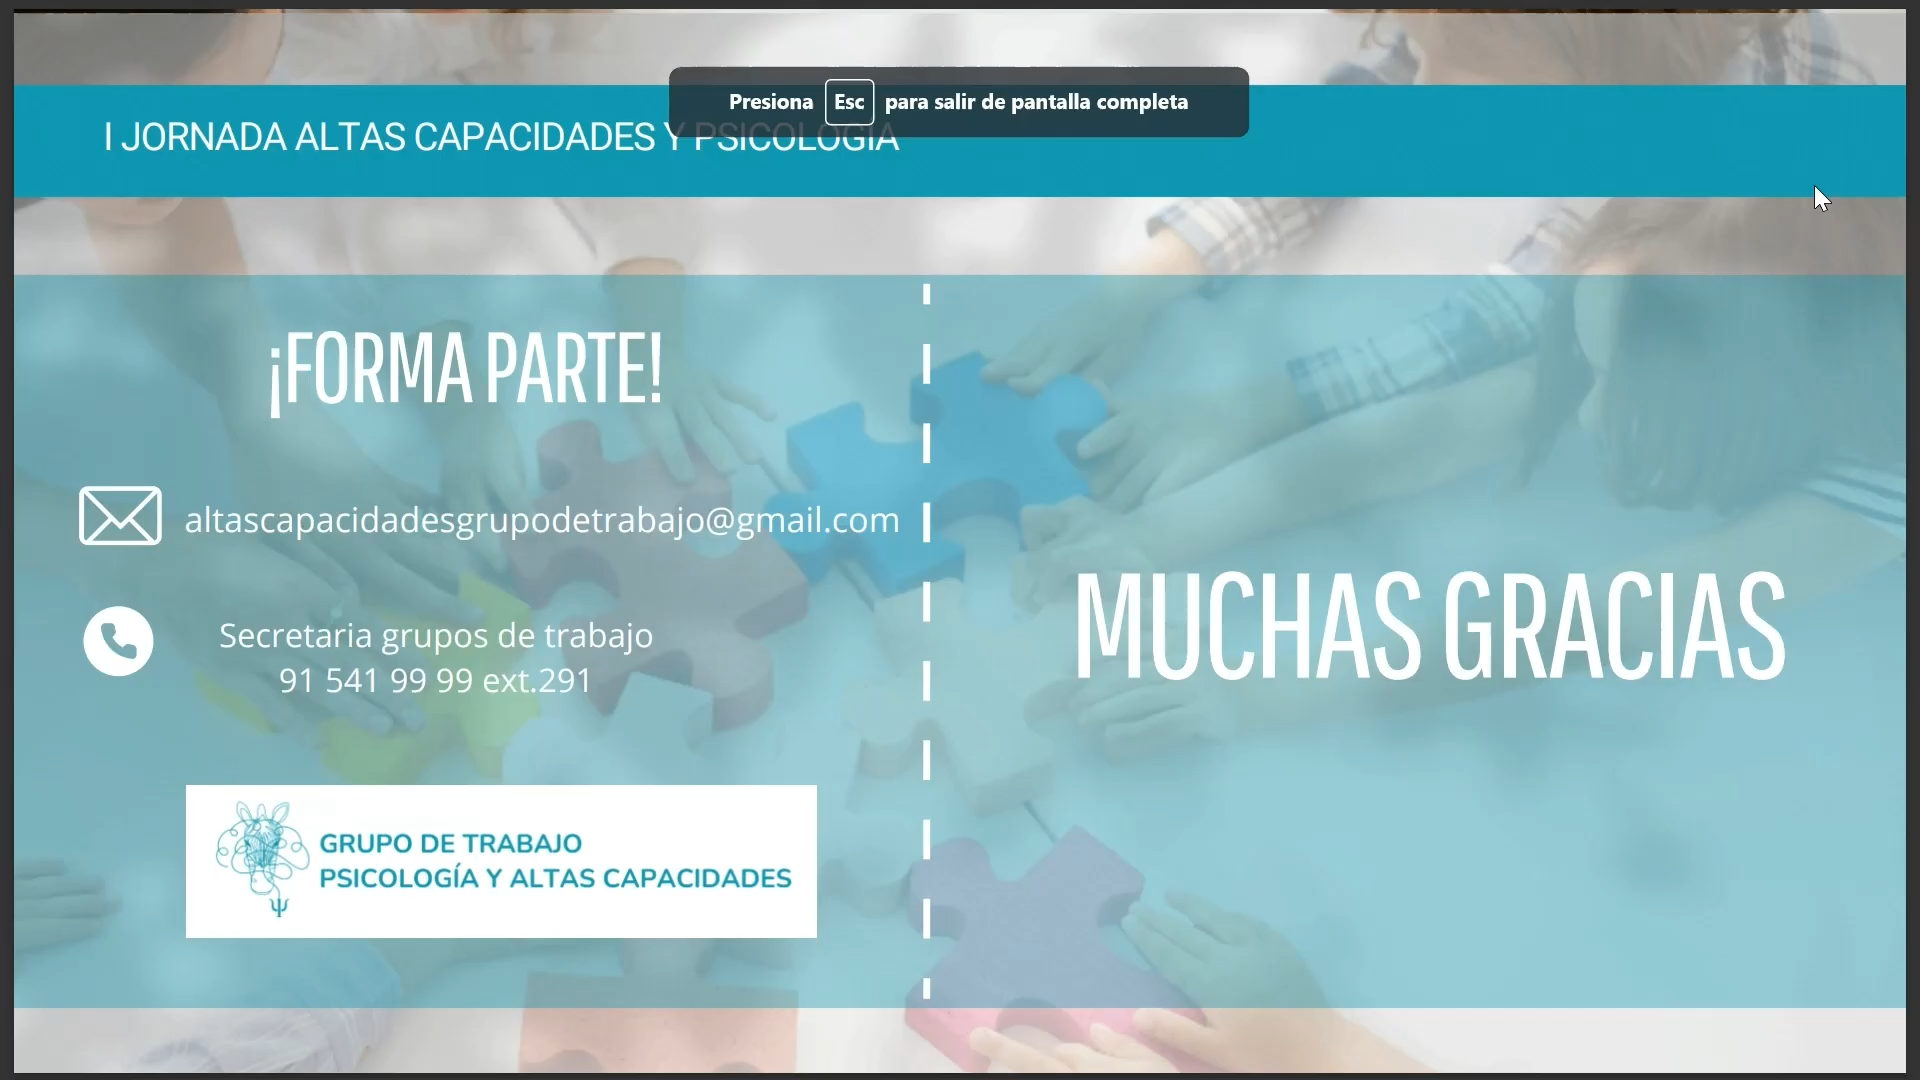 Presiona Esc para salir de pantalla completa
I JORNADA ALTAS CAPACIDADES Y PSICOLOGÍA
¡FORMA PARTE!
altascapacidadesgrupodetrabajo@gmail.com
Secretaria grupos de trabajo
91 541 99 99 ext.291
GRUPO DE TRABAJO
PSICOLOGÍA Y ALTAS CAPACIDADES
MUCHAS GRACIAS